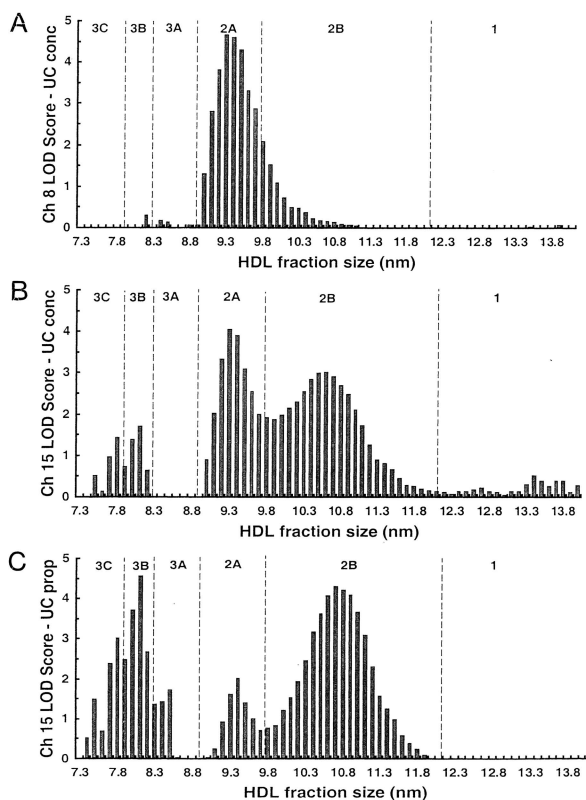 A
3C 3B 3A 2A 2B 1
5
4
3
2
1
0
Ch 8 LOD Score - UC conc
7.3 7.8 8.3 8.8 9.3 9.8 10.3 10.8 11.3 11.8 12.3 12.8 13.3 13.8
HDL fraction size (nm)
B
3C 3B 3A 2A 2B 1
5
4
3
2
1
0
Ch 15 LOD Score - UC conc
7.3 7.8 8.3 8.8 9.3 9.8 10.3 10.8 11.3 11.8 12.3 12.8 13.3 13.8
HDL fraction size (nm)
C
3C 3B 3A 2A 2B 1
5
4
3
2
1
0
Ch 15 LOD Score - UC prop
7.3 7.8 8.3 8.8 9.3 9.8 10.3 10.8 11.3 11.8 12.3 12.8 13.3 13.8
HDL fraction size (nm)